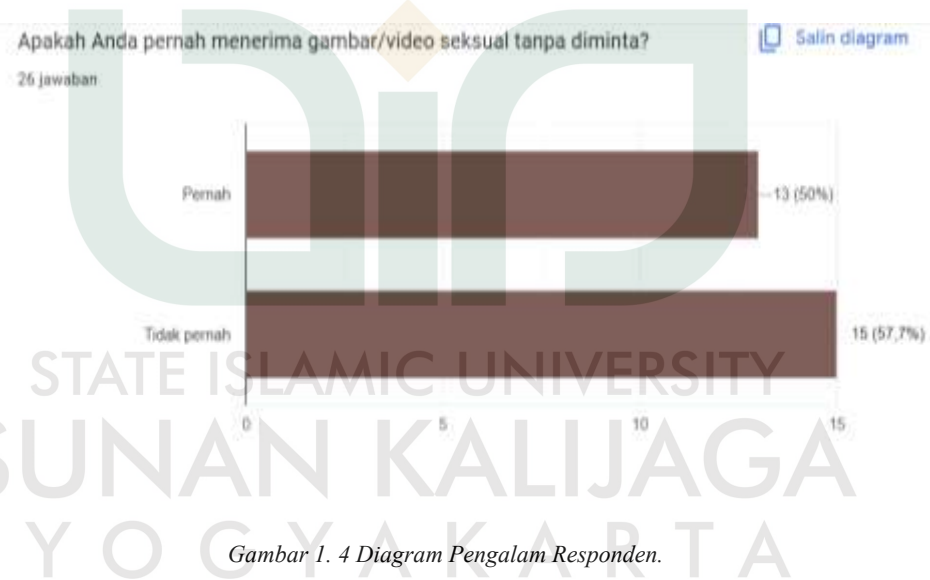 Apakah Anda pernah menerima gambar/video seksual tanpa diminta?
Salin diagram
26 jawaban
Pernah
13 (50%)
Tidak pernah
15 (57,7%)
0 5 10 15
STATE ISLAMIC UNIVERSITY
SUNAN KALIJAGA
YOGYAKARTA
Gambar 1. 4 Diagram Pengalam Responden.